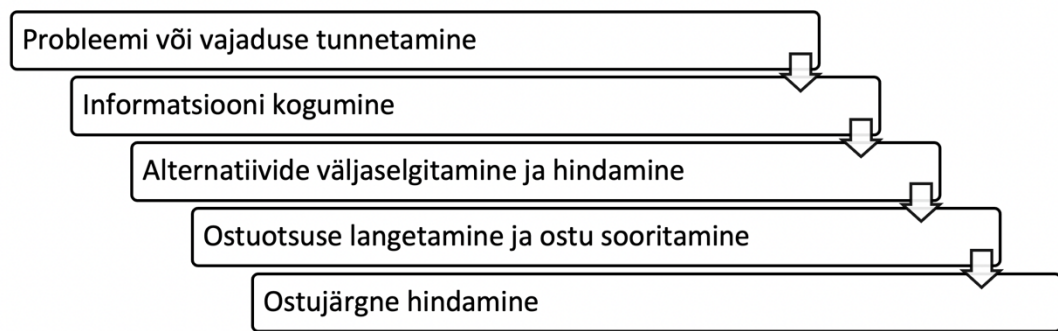 Probleemi või vajaduse tunnetamine
Informatsiooni kogumine
Alternatiivide väljaselgitamine ja hindamine
Ostuotsuse langetamine ja ostu sooritamine
Ostujärgne hindamine